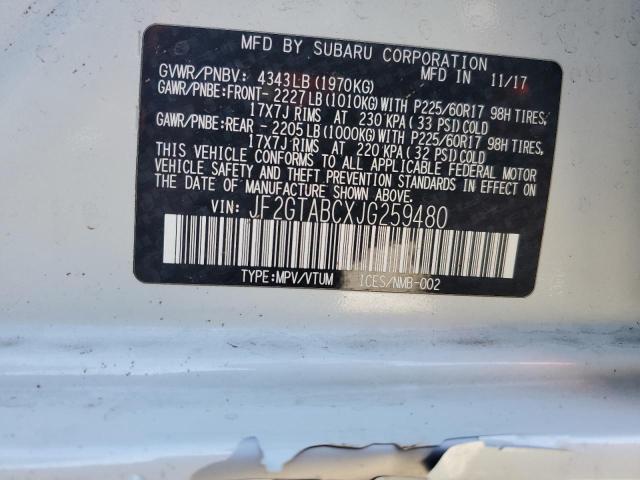 MFD BY SUBARU CORPORATION
MFD IN 11/17
GVWR/PNBV: 4343LB(1970KG)
GAWR/PNBE:FRONT-2227LB(1010KG)WITH P225/60R17 98H TIRES,
17X7J RIMS AT 230 KPA(33 PSI)COLD
GAWR/PNBE:REAR -2205LB(1000KG)WITH P225/60R17 98H TIRES,
17X7J RIMS AT 220 KPA(32 PSI)COLD
THIS VEHICLE CONFORMS TO ALL APPLICABLE FEDERAL MOTOR
VEHICLE SAFETY, BUMPER, AND THEFT PREVENTION STANDARDS
IN EFFECT ON THE DATE OF MANUFACTURE SHOWN ABOVE.
VIN: JF2GTABCXJG259480
TYPE:MPV/VTUM ICES/NMB-002